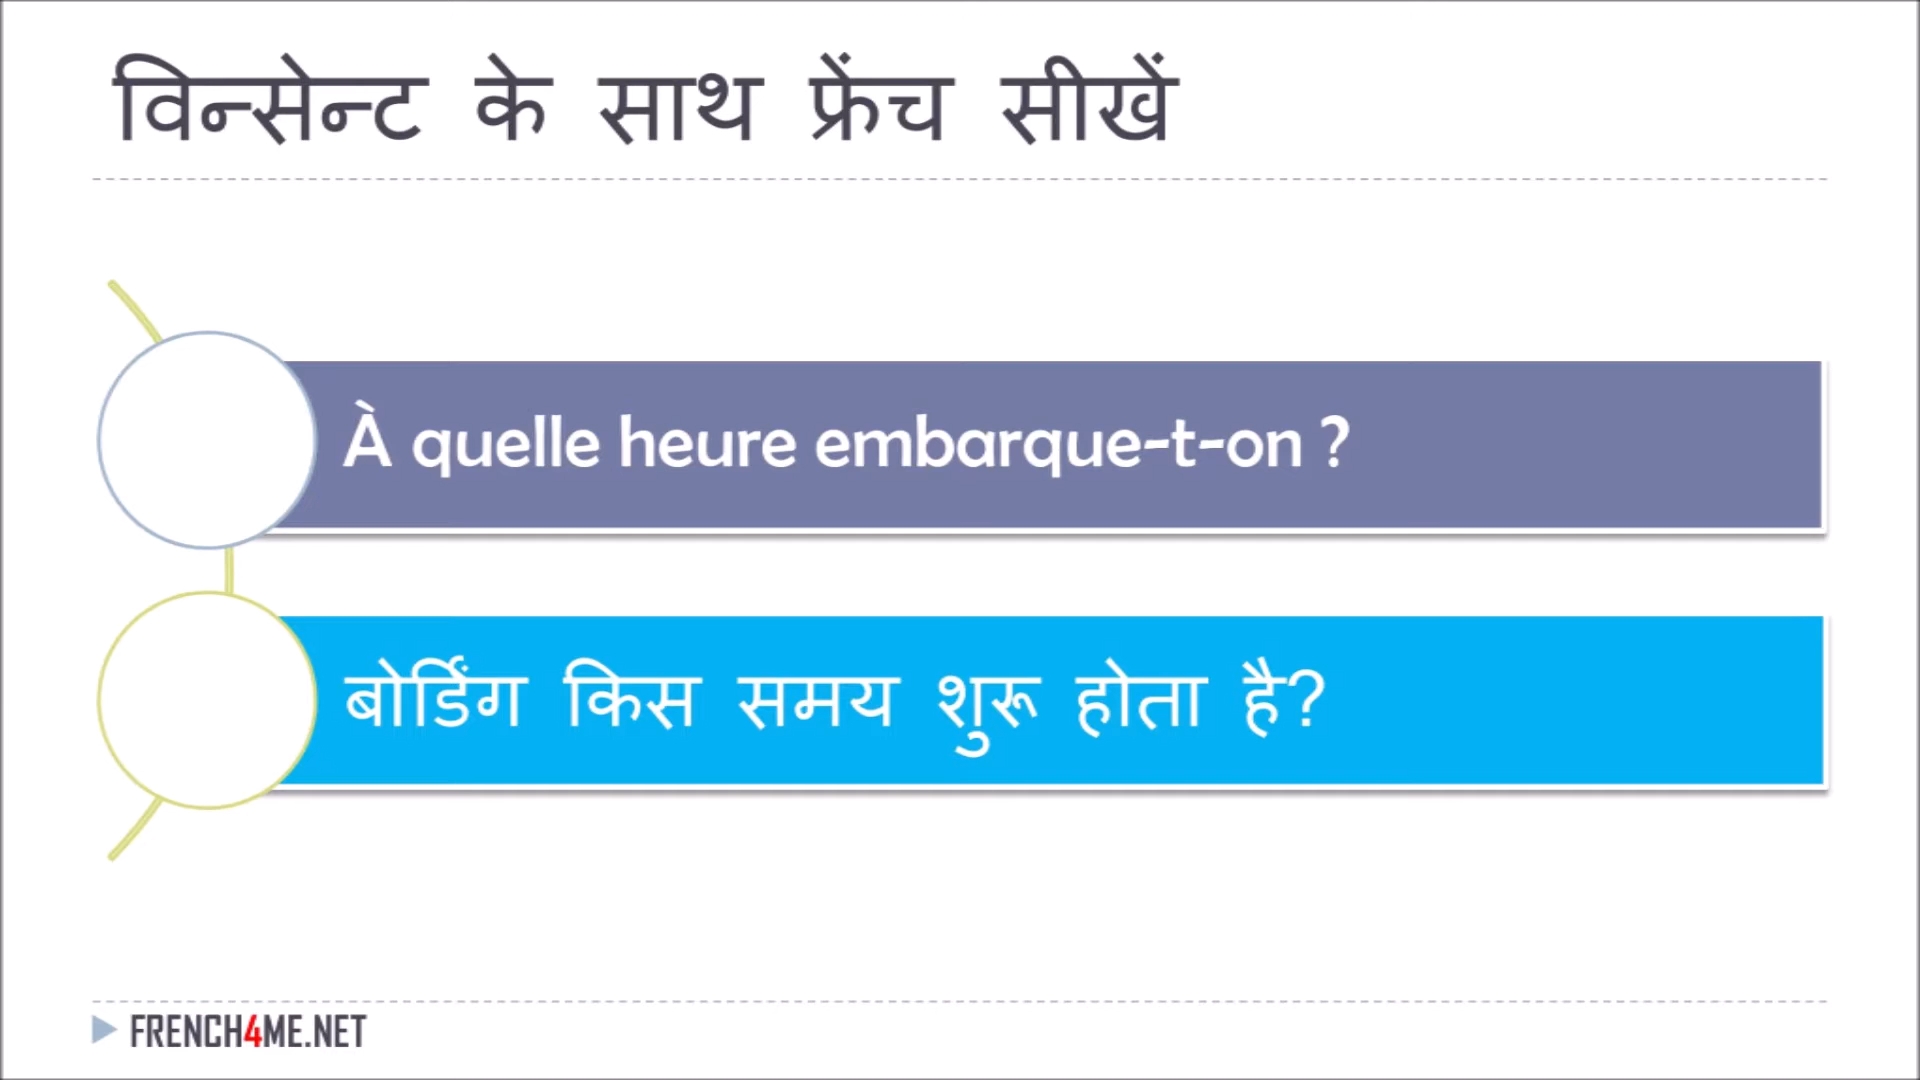 विन्सेन्ट के साथ फ्रेंच सीखें
À quelle heure embarque-t-on ?
बोर्डिंग किस समय शुरू होता है?
FRENCH4ME.NET